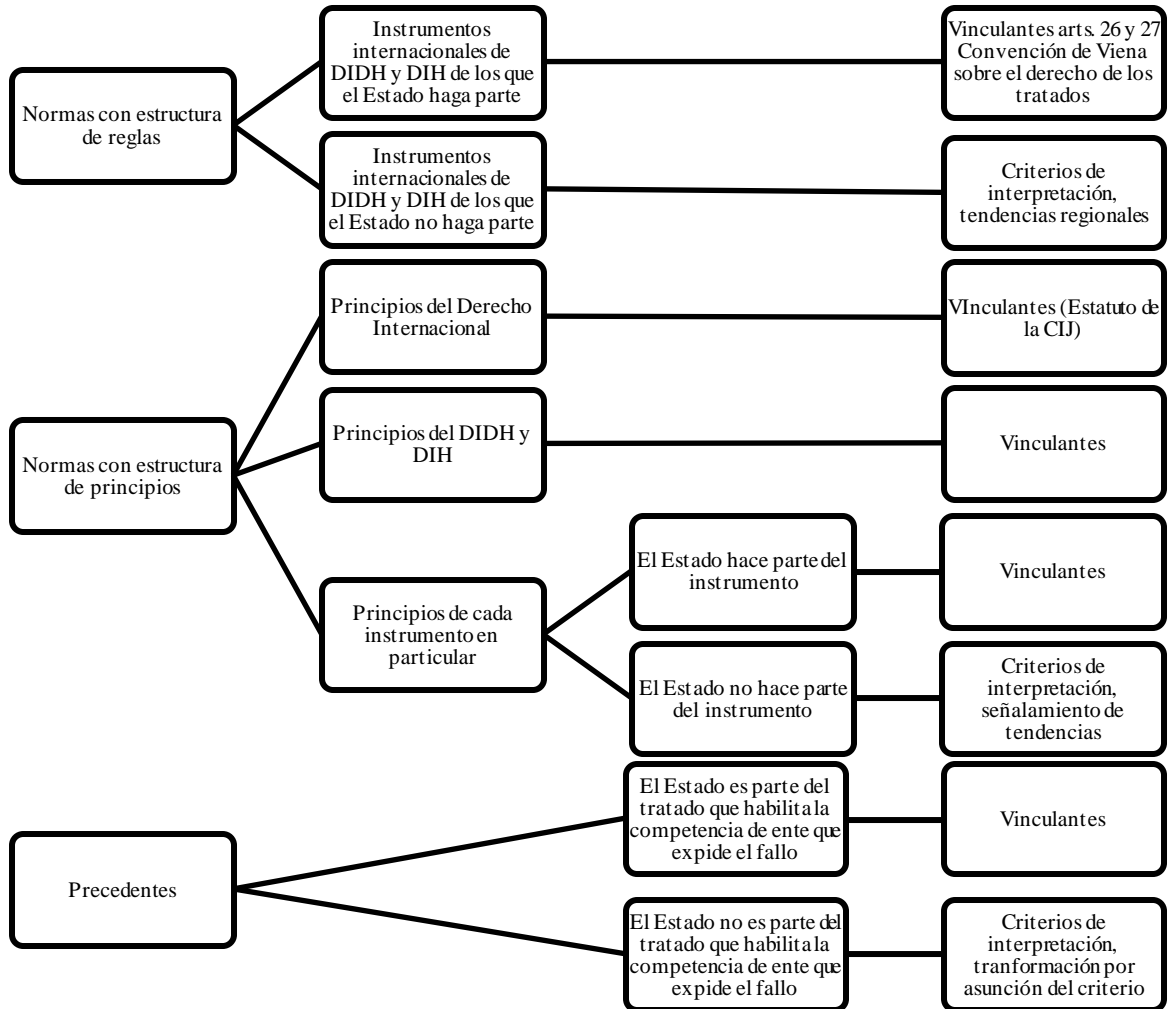 Normas con estructura
de reglas
Instrumentos
internacionales de
DIDH y DIH de los que
el Estado haga parte
Vinculantes arts. 26 y 27
Convención de Viena
sobre el derecho de los
tratados
Instrumentos
internacionales de
DIDH y DIH de los que
el Estado no haga parte
Criterios de
interpretación,
tendencias regionales
Normas con estructura
de principios
Principios del Derecho
Internacional
VInculantes (Estatuto de
la CIJ)
Principios del DIDH y
DIH
Vinculantes
Principios de cada
instrumento en
particular
El Estado hace parte del
instrumento
Vinculantes
El Estado no hace parte
del instrumento
Criterios de
interpretación,
señalamiento de
tendencias
Precedentes
El Estado es parte del
tratado que habilita la
competencia de ente que
expide el fallo
Vinculantes
El Estado no es parte del
tratado que habilita la
competencia de ente que
expide el fallo
Criterios de
interpretación,
tranformación por
asunción del criterio